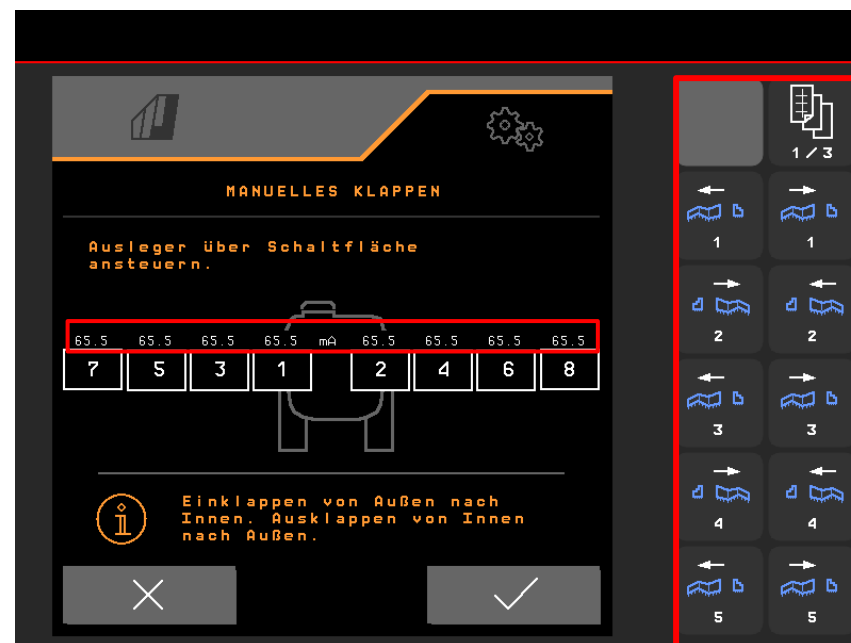 1/3
MANUELLES KLAPPEN
Ausleger über Schaltfläche
ansteuern.
65.5 65.5 65.5 65.5 mA 65.5 65.5 65.5 65.5
7 5 3 1 2 4 6 8
Einklappen von Außen nach
Innen. Ausklappen von Innen
nach Außen.
1 1
2 2
3 3
4 4
5 5